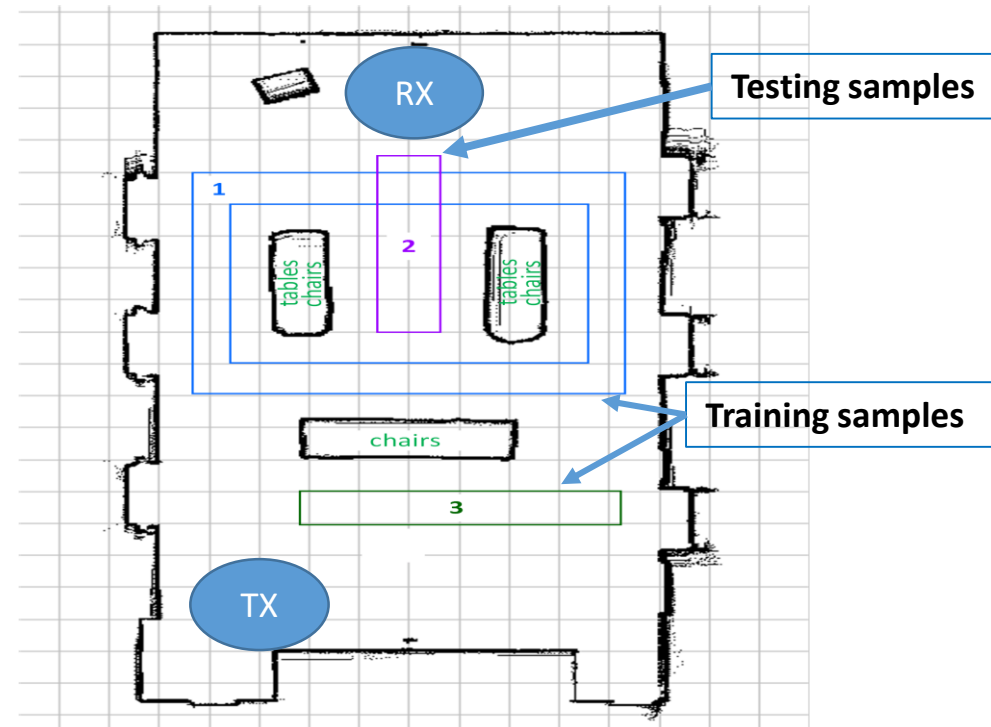 RX
Testing samples
1
2
tables
chairs
tables
chairs
Training samples
chairs
3
TX